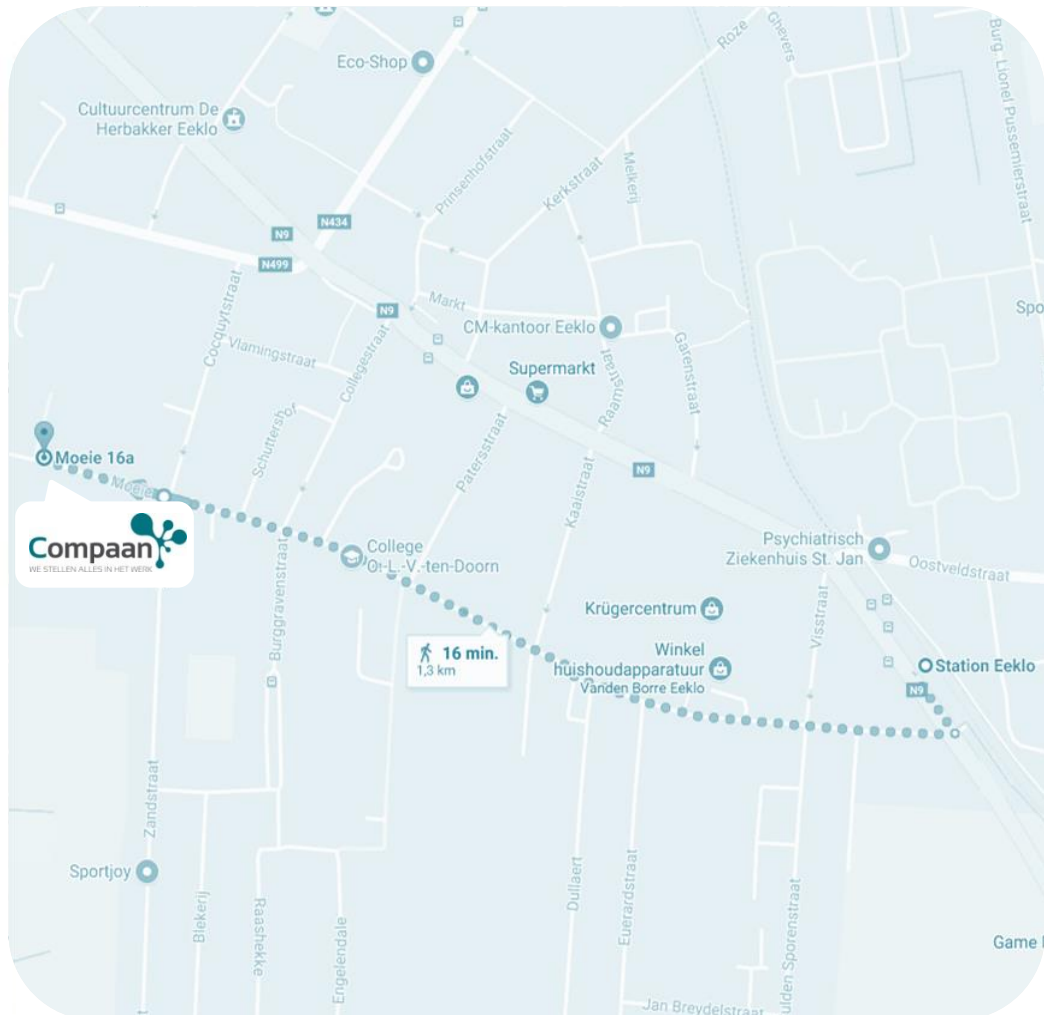 Roze
Ghevers
Burg. Lionel Pussemierstraat
Eco-Shop
Cultuurcentrum De
Herbakker Eeklo
Prinsenhofstraat
Kerkstraat
Melkerij
N434
N9
N499
Cocquytstraat
N9
Markt
CM-kantoor Eeklo
Spo
Vlamingstraat
Collegestraat
Supermarkt
Raamstraat
Garenstraat
Schuttershof
Patersstraat
Moeie 16a
Moeie
N9
Kaaistraat
Compaan
WE STELLEN ALLES IN HET WERK
College
O.-L.-V.-ten-Doorn
Psychiatrisch
Ziekenhuis St. Jan
Oostveldstraat
Burggravenstraat
Krügercentrum
Visstraat
16 min.
1,3 km
Winkel
huishoudapparatuur
Vanden Borre Eeklo
Station Eeklo
N9
Zandstraat
Sportjoy
Blekerij
Raashekke
Engelendale
Dullaert
Euerardstraat
ulden Sporenstraat
Game
Jan Breydelstraat